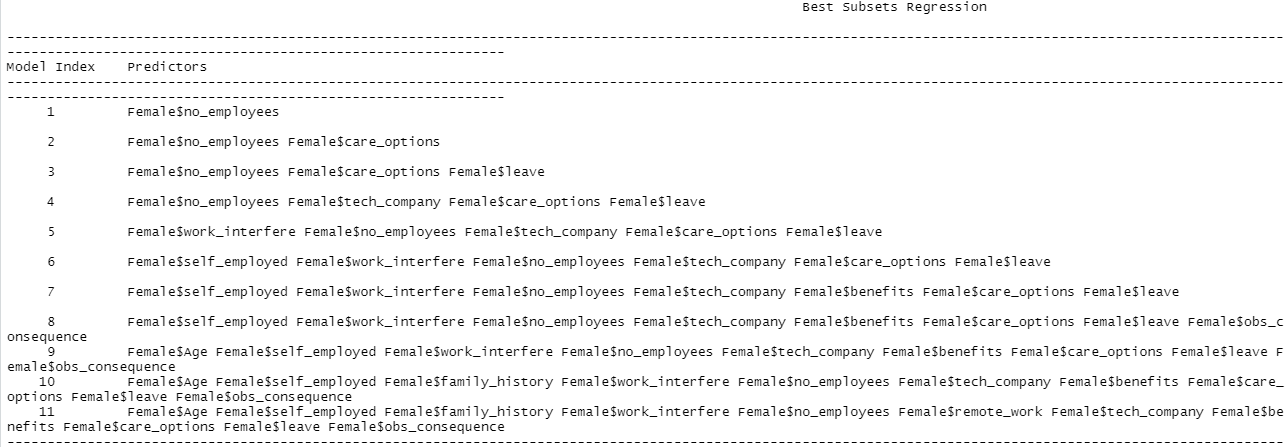 Best Subsets Regression
----------------------------------------------------------------------------------------------------------------------------------------------------------------
--------------------------------------------------------------
Model Index    Predictors
----------------------------------------------------------------------------------------------------------------------------------------------------------------
--------------------------------------------------------------
     1         Female$no_employees
     2         Female$no_employees Female$care_options
     3         Female$no_employees Female$care_options Female$leave
     4         Female$no_employees Female$tech_company Female$care_options Female$leave
     5         Female$work_interfere Female$no_employees Female$tech_company Female$care_options Female$leave
     6         Female$self_employed Female$work_interfere Female$no_employees Female$tech_company Female$care_options Female$leave
     7         Female$self_employed Female$work_interfere Female$no_employees Female$tech_company Female$benefits Female$care_options Female$leave
     8         Female$self_employed Female$work_interfere Female$no_employees Female$tech_company Female$benefits Female$care_options Female$leave Female$obs_c
onsequence
     9         Female$Age Female$self_employed Female$work_interfere Female$no_employees Female$tech_company Female$benefits Female$care_options Female$leave F
emale$obs_consequence
    10         Female$Age Female$self_employed Female$family_history Female$work_interfere Female$no_employees Female$tech_company Female$benefits Female$care_
options Female$leave Female$obs_consequence
    11         Female$Age Female$self_employed Female$family_history Female$work_interfere Female$no_employees Female$remote_work Female$tech_company Female$be
nefits Female$care_options Female$leave Female$obs_consequence
----------------------------------------------------------------------------------------------------------------------------------------------------------------